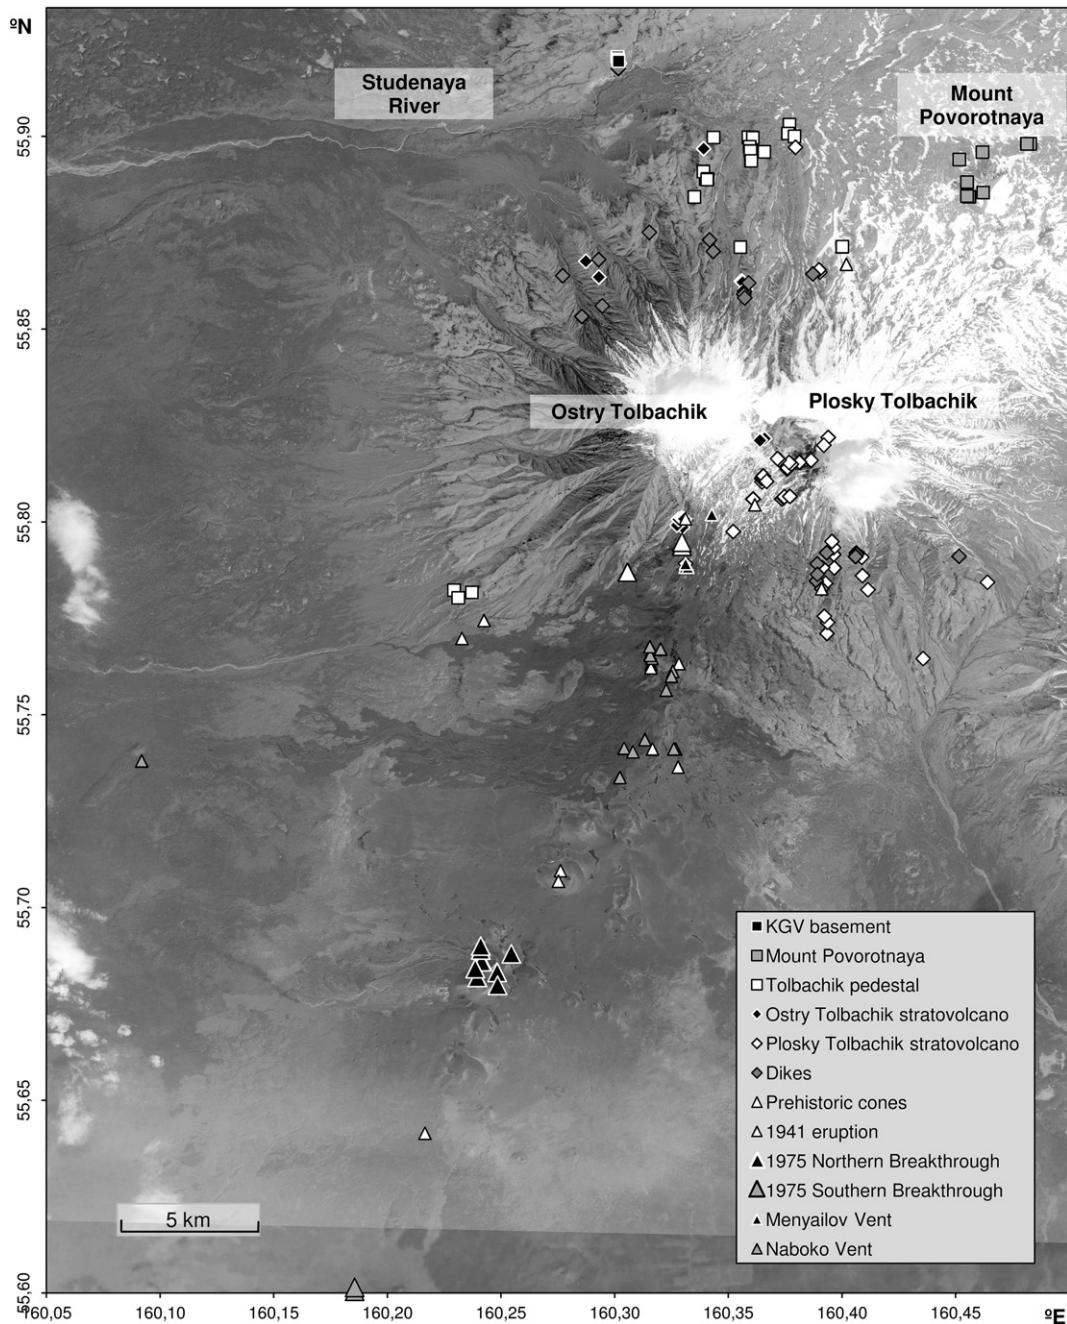 ºN
Studenaya
River
Mount
Povorotnaya
55,90
55,85
Ostry Tolbachik
Plosky Tolbachik
55,80
55,75
55,70
KGV basement
Mount Povorotnaya
Tolbachik pedestal
Ostry Tolbachik stratovolcano
Plosky Tolbachik stratovolcano
Dikes
Prehistoric cones
1941 eruption
1975 Northern Breakthrough
1975 Southern Breakthrough
Menyailov Vent
Naboko Vent
55,65
5 km
55,60
160,05 160,10 160,15 160,20 160,25 160,30 160,35 160,40 160,45 ºE